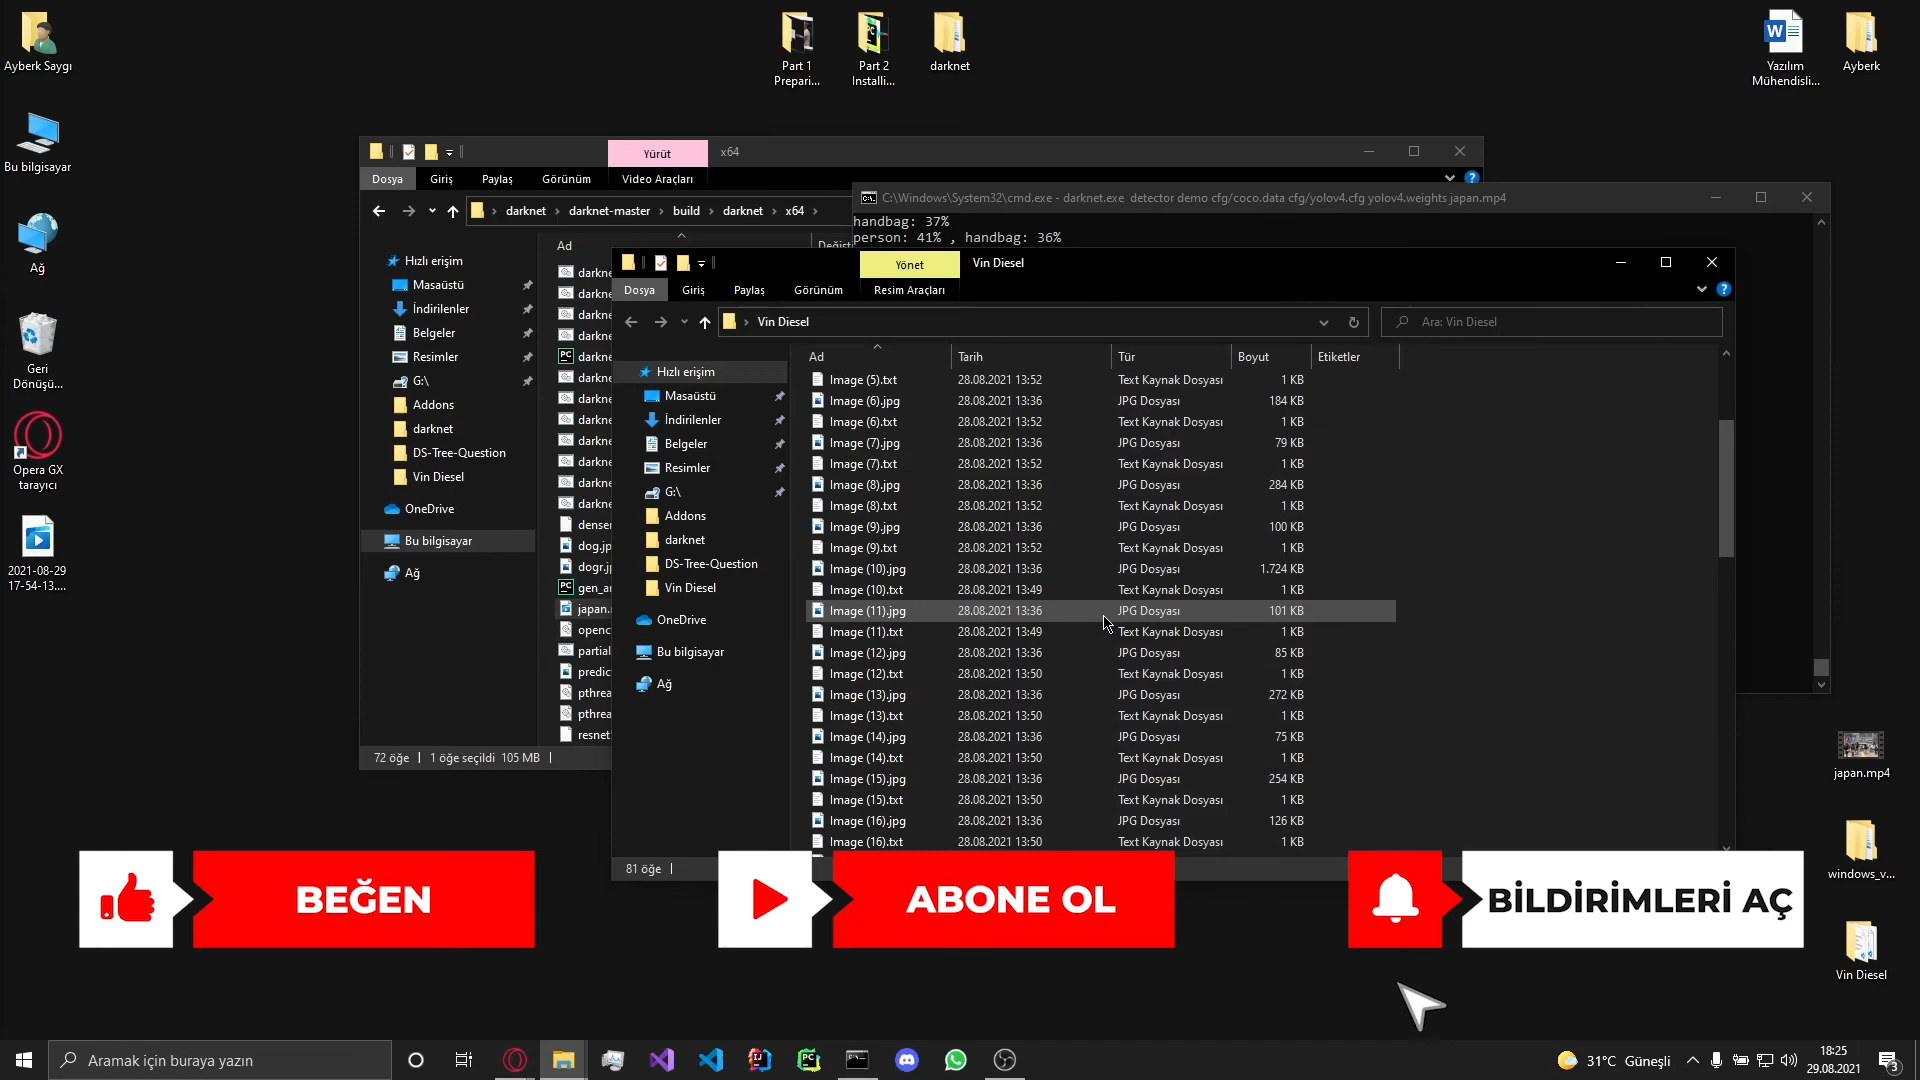 Ayberk Saygı
Bu bilgisayar
Ağ
Geri
Dönüşü...
Opera GX
tarayıcı
2021-08-29
17-54-13....
Part 1
Prepari...
Part 2
Installi...
darknet
Yazılım
Mühendisli...
Ayberk
Yürüt
x64
Dosya
Giriş
Paylaş
Görünüm
Video Araçları
darknet › darknet-master › build › darknet › x64 ›
Ad
Hızlı erişim
Masaüstü
İndirilenler
Belgeler
Resimler
G:\
Addons
darknet
DS-Tree-Question
Vin Diesel
OneDrive
Bu bilgisayar
Ağ
72 öğe
1 öğe seçildi 105 MB
C:\Windows\System32\cmd.exe - darknet.exe detector demo cfg/coco.data cfg/yolov4.cfg yolov4.weights japan.mp4
handbag: 37%
person: 41% , handbag: 36%
Yönet
Vin Diesel
Dosya
Giriş
Paylaş
Görünüm
Resim Araçları
› Vin Diesel
Ara: Vin Diesel
Hızlı erişim
Masaüstü
İndirilenler
Belgeler
Resimler
G:\
Addons
darknet
DS-Tree-Question
Vin Diesel
OneDrive
Bu bilgisayar
Ağ
Ad Tarih Tür Boyut Etiketler
Image (5).txt 28.08.2021 13:52 Text Kaynak Dosyası 1 KB
Image (6).jpg 28.08.2021 13:36 JPG Dosyası 184 KB
Image (6).txt 28.08.2021 13:52 Text Kaynak Dosyası 1 KB
Image (7).jpg 28.08.2021 13:36 JPG Dosyası 79 KB
Image (7).txt 28.08.2021 13:52 Text Kaynak Dosyası 1 KB
Image (8).jpg 28.08.2021 13:36 JPG Dosyası 284 KB
Image (8).txt 28.08.2021 13:52 Text Kaynak Dosyası 1 KB
Image (9).jpg 28.08.2021 13:36 JPG Dosyası 100 KB
Image (9).txt 28.08.2021 13:52 Text Kaynak Dosyası 1 KB
Image (10).jpg 28.08.2021 13:36 JPG Dosyası 1.724 KB
Image (10).txt 28.08.2021 13:49 Text Kaynak Dosyası 1 KB
Image (11).jpg 28.08.2021 13:36 JPG Dosyası 101 KB
Image (11).txt 28.08.2021 13:49 Text Kaynak Dosyası 1 KB
Image (12).jpg 28.08.2021 13:36 JPG Dosyası 85 KB
Image (12).txt 28.08.2021 13:50 Text Kaynak Dosyası 1 KB
Image (13).jpg 28.08.2021 13:36 JPG Dosyası 272 KB
Image (13).txt 28.08.2021 13:50 Text Kaynak Dosyası 1 KB
Image (14).jpg 28.08.2021 13:36 JPG Dosyası 75 KB
Image (14).txt 28.08.2021 13:50 Text Kaynak Dosyası 1 KB
Image (15).jpg 28.08.2021 13:36 JPG Dosyası 254 KB
Image (15).txt 28.08.2021 13:50 Text Kaynak Dosyası 1 KB
Image (16).jpg 28.08.2021 13:36 JPG Dosyası 126 KB
Image (16).txt 28.08.2021 13:50 Text Kaynak Dosyası 1 KB
81 öğe
japan.mp4
windows_v...
Vin Diesel
BEĞEN
ABONE OL
BİLDİRİMLERİ AÇ
Aramak için buraya yazın
31°C Güneşli
18:25
29.08.2021
3